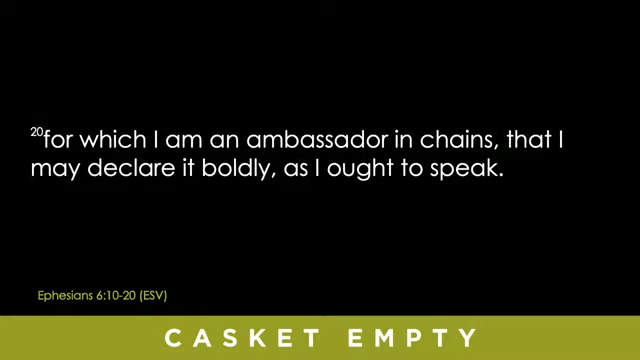 20for which I am an ambassador in chains, that I
may declare it boldly, as I ought to speak.
Ephesians 6:10-20 (ESV)
CASKET EMPTY